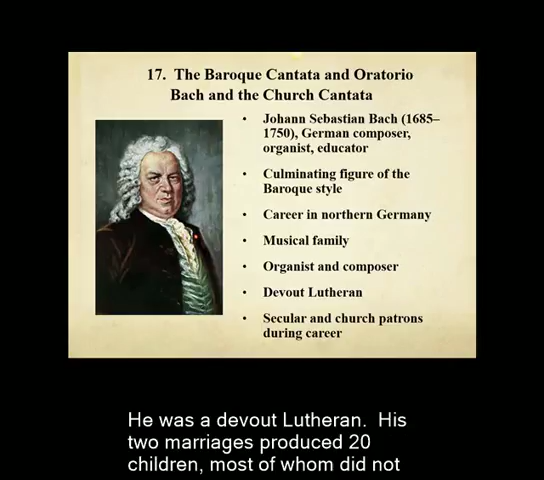 17. The Baroque Cantata and Oratorio
Bach and the Church Cantata
• Johann Sebastian Bach (1685–
1750), German composer,
organist, educator
• Culminating figure of the
Baroque style
• Career in northern Germany
• Musical family
• Organist and composer
• Devout Lutheran
• Secular and church patrons
during career
He was a devout Lutheran. His
two marriages produced 20
children, most of whom did not